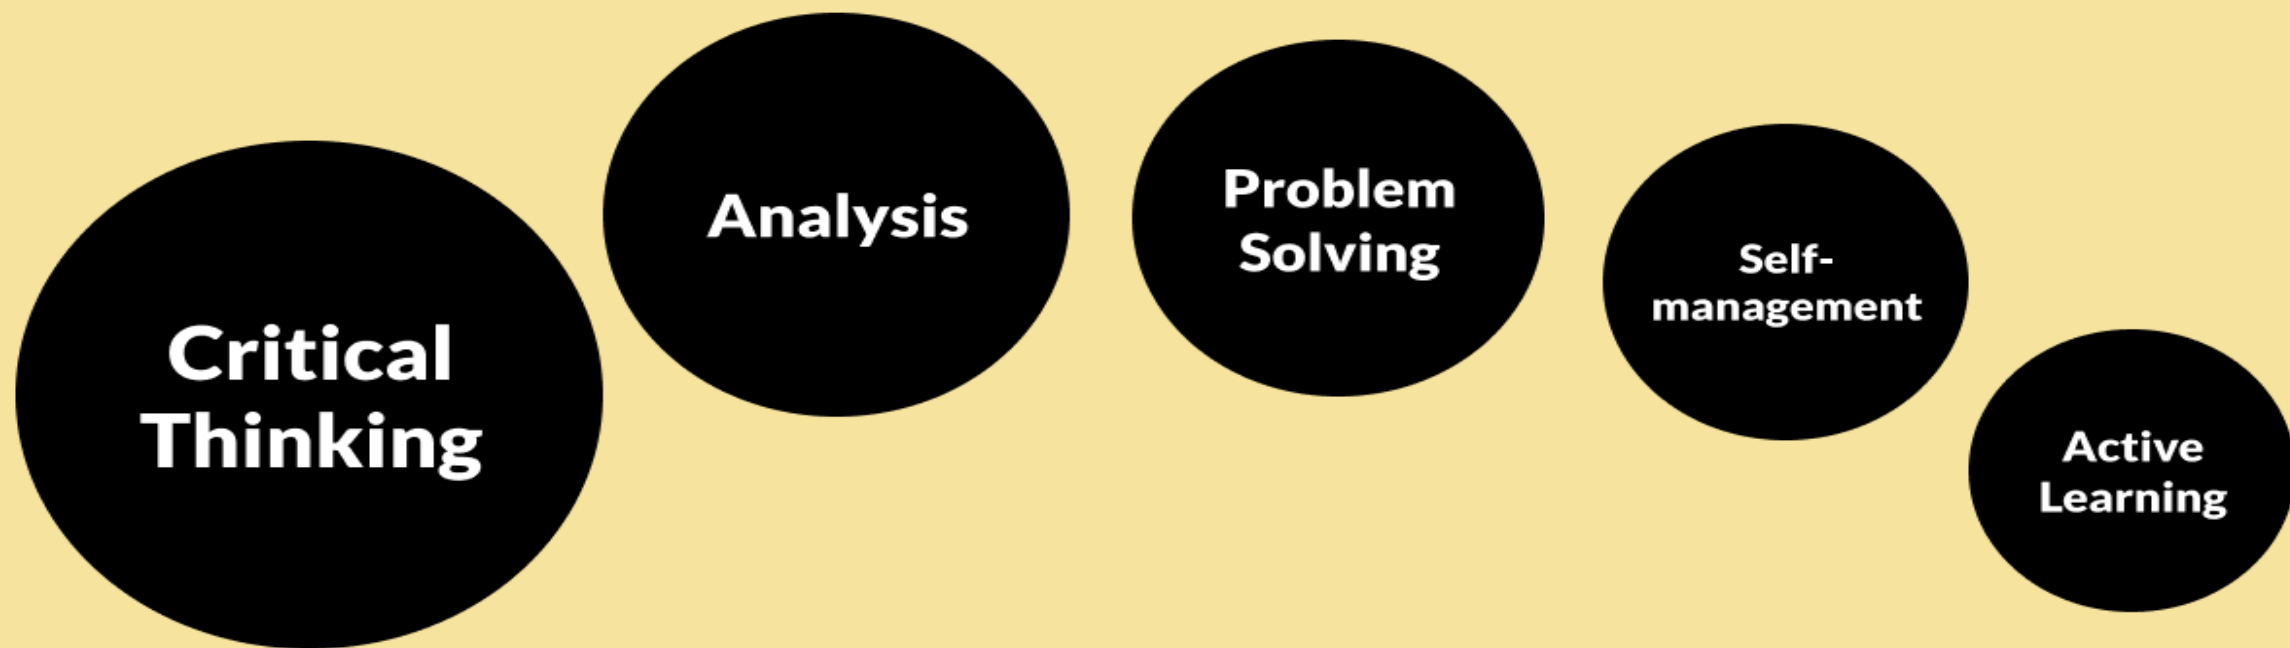 Critical
Thinking
Analysis
Problem
Solving
Self-
management
Active
Learning